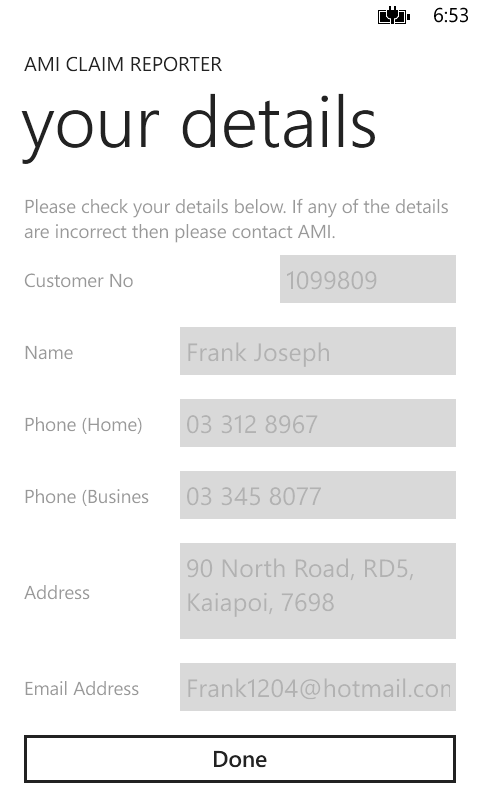 6:53
AMI CLAIM REPORTER
your details
Please check your details below. If any of the details
are incorrect then please contact AMI.
Customer No 1099809
Name Frank Joseph
Phone (Home) 03 312 8967
Phone (Busines 03 345 8077
Address 90 North Road, RD5,
Kaiapoi, 7698
Email Address Frank1204@hotmail.com
Done